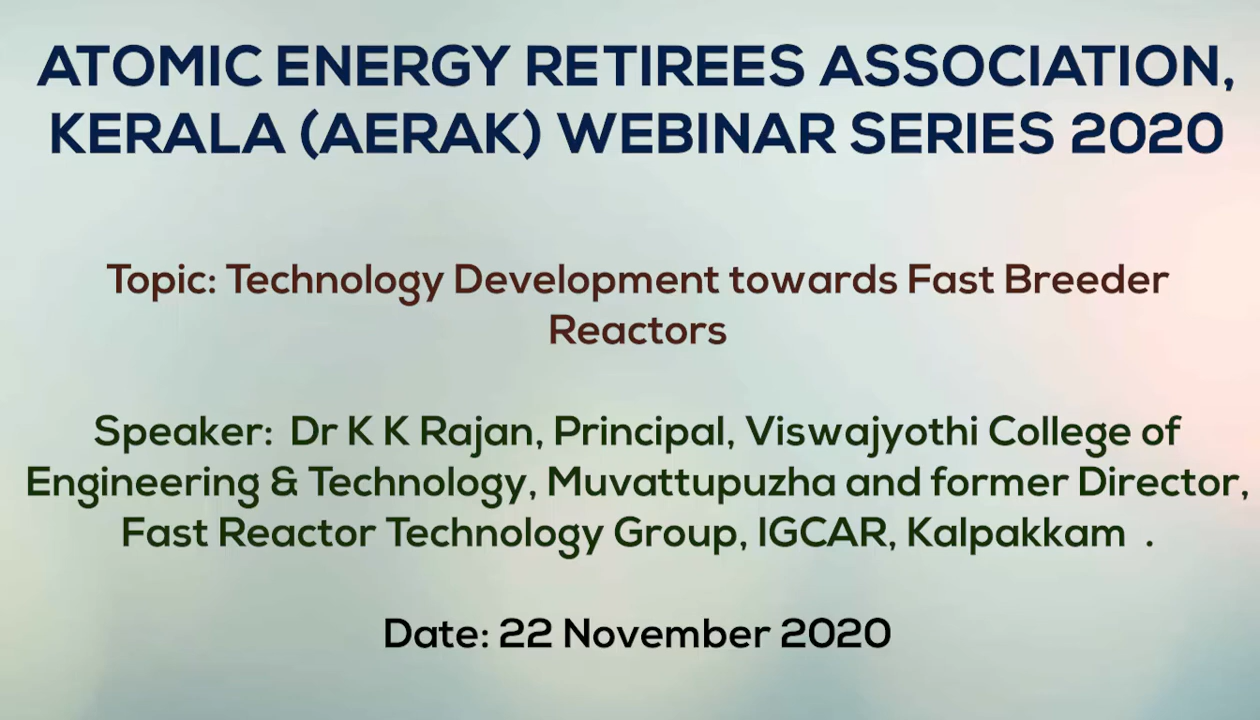 ATOMIC ENERGY RETIREES ASSOCIATION,
KERALA (AERAK) WEBINAR SERIES 2020
Topic: Technology Development towards Fast Breeder
Reactors
Speaker: Dr K K Rajan, Principal, Viswajyothi College of
Engineering & Technology, Muvattupuzha and former Director,
Fast Reactor Technology Group, IGCAR, Kalpakkam .
Date: 22 November 2020